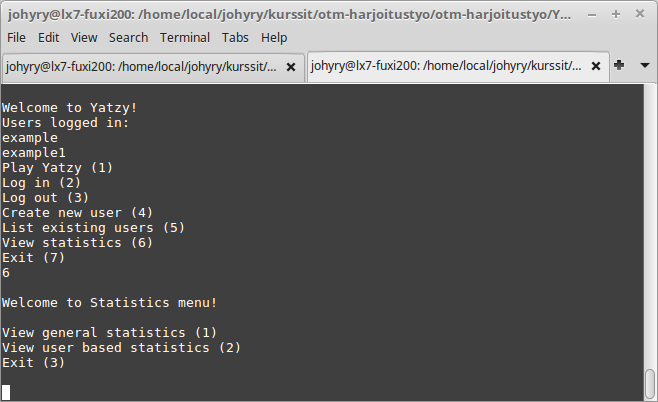 johyry@lx7-fuxi200: /home/local/johyry/kurssit/otm-harjoitustyo/otm-harjoitustyo/Y...
File Edit View Search Terminal Tabs Help
johyry@lx7-fuxi200: /home/local/johyry/kurssit/... johyry@lx7-fuxi200: /home/local/johyry/kurssit/...
Welcome to Yatzy!
Users logged in:
example
example1
Play Yatzy (1)
Log in (2)
Log out (3)
Create new user (4)
List existing users (5)
View statistics (6)
Exit (7)
6
Welcome to Statistics menu!
View general statistics (1)
View user based statistics (2)
Exit (3)